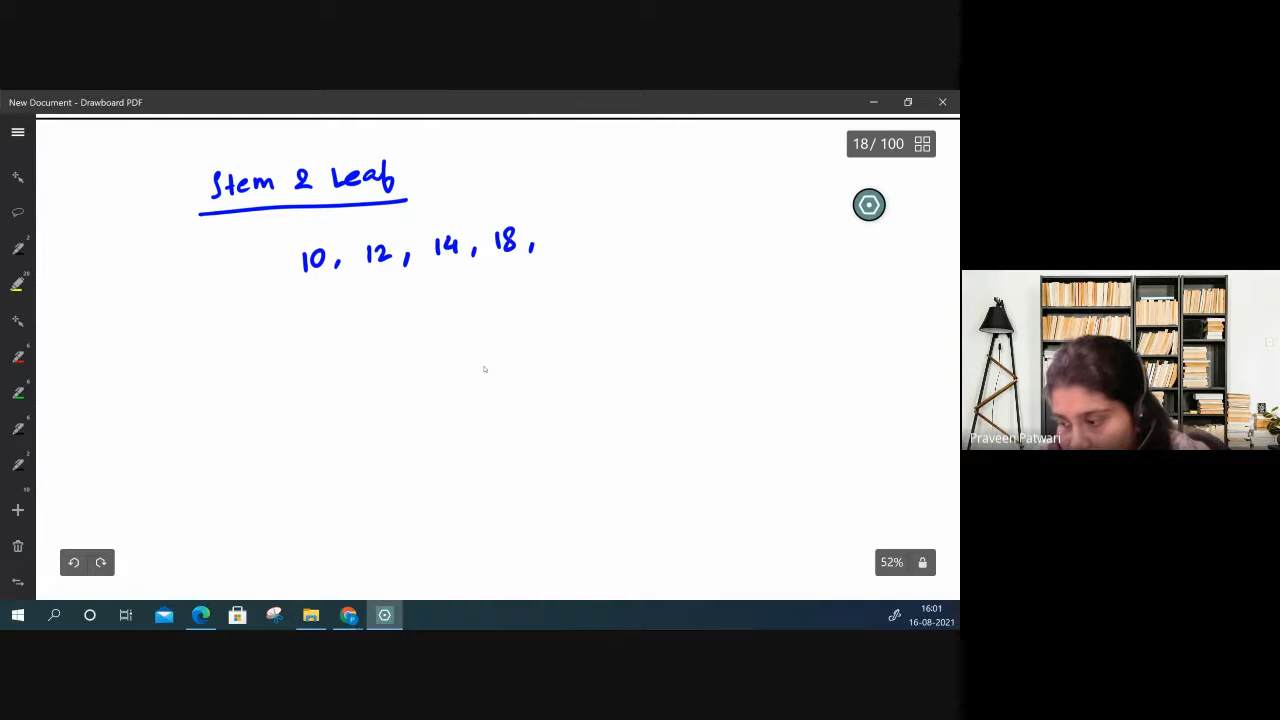 New Document - Drawboard PDF
18 / 100
Stem & Leaf
10, 12, 14, 18,
Praveen Patwari
52%
16:01
16-08-2021